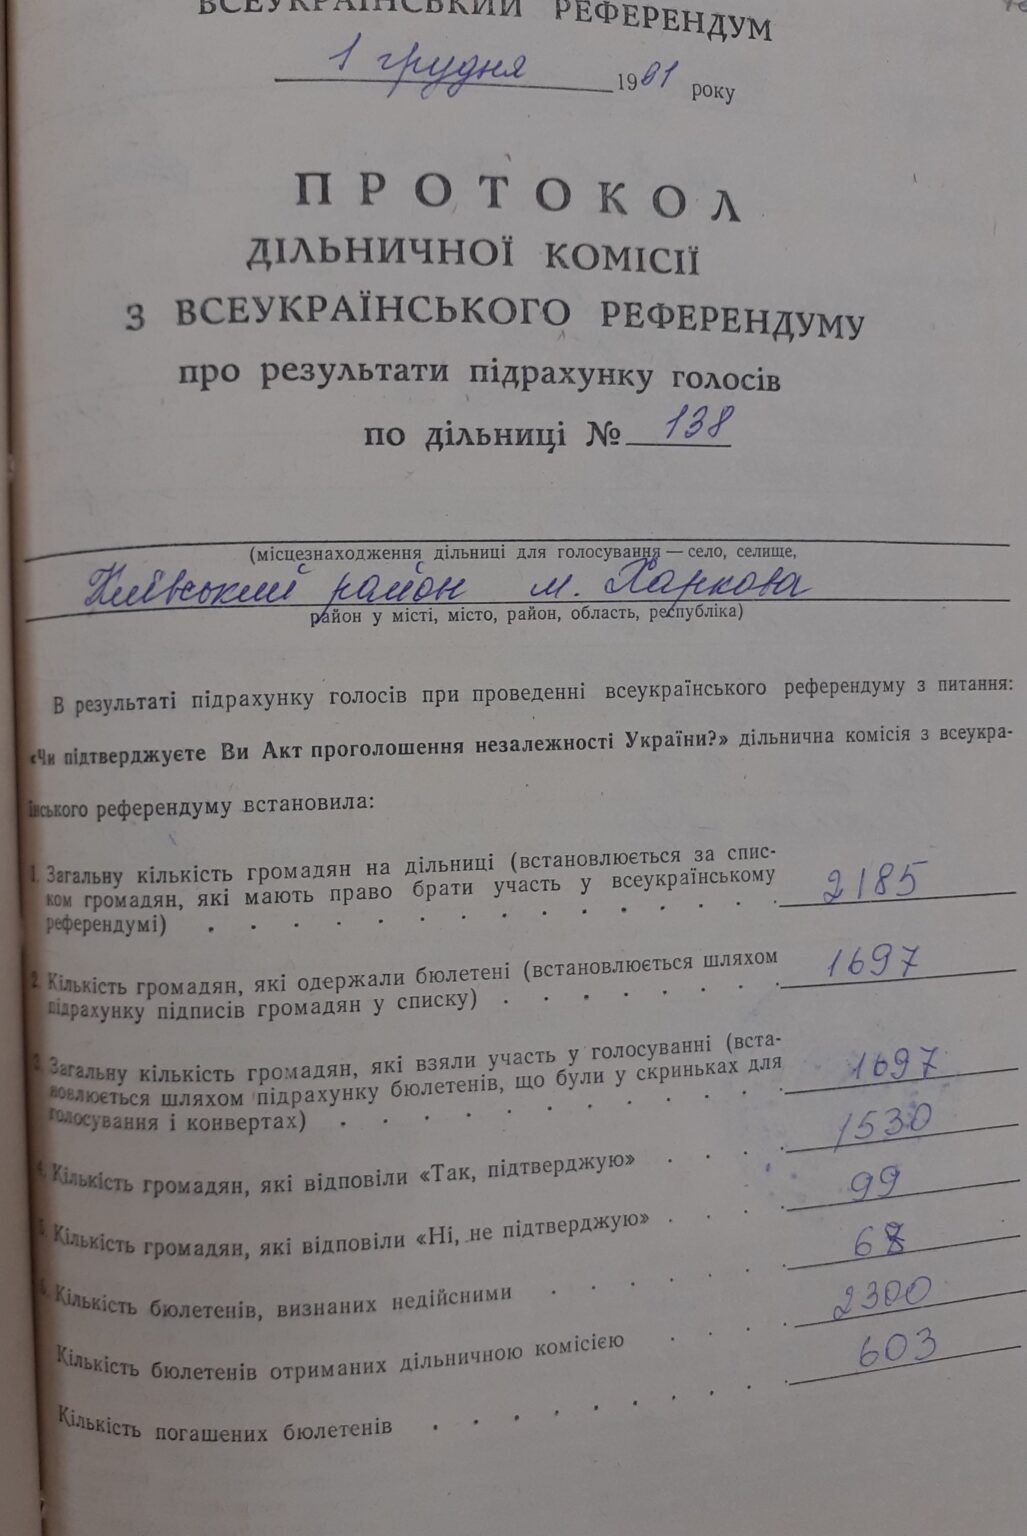 ВСЕУКРАЇНСЬКИЙ РЕФЕРЕНДУМ
1 грудня 1991 року
ПРОТОКОЛ
ДІЛЬНИЧНОЇ КОМІСІЇ
З ВСЕУКРАЇНСЬКОГО РЕФЕРЕНДУМУ
про результати підрахунку голосів
по дільниці № 138
(місцезнаходження дільниці для голосування — село, селище,
Київський район м. Харкова
район у місті, місто, район, область, республіка)
В результаті підрахунку голосів при проведенні всеукраїнського референдуму з питання:
«Чи підтверджуєте Ви Акт проголошення незалежності України?» дільнична комісія з всеукра-
їнського референдуму встановила:
1. Загальну кількість громадян на дільниці (встановлюється за спис-
ком громадян, які мають право брати участь у всеукраїнському
референдумі) . . . . . . . . . . . . . . 2185
2. Кількість громадян, які одержали бюлетені (встановлюється шляхом
підрахунку підписів громадян у списку) . . . . . . . 1697
3. Загальну кількість громадян, які взяли участь у голосуванні (вста-
новлюється шляхом підрахунку бюлетенів, що були у скриньках для
голосування і конвертах) . . . . . . . . . . . 1697
4. Кількість громадян, які відповіли «Так, підтверджую» . . . . 1530
5. Кількість громадян, які відповіли «Ні, не підтверджую» . . . . 99
6. Кількість бюлетенів, визнаних недійсними . . . . . . . 68
Кількість бюлетенів отриманих дільничною комісією . . . . 2300
Кількість погашених бюлетенів . . . . . . . . . . 603